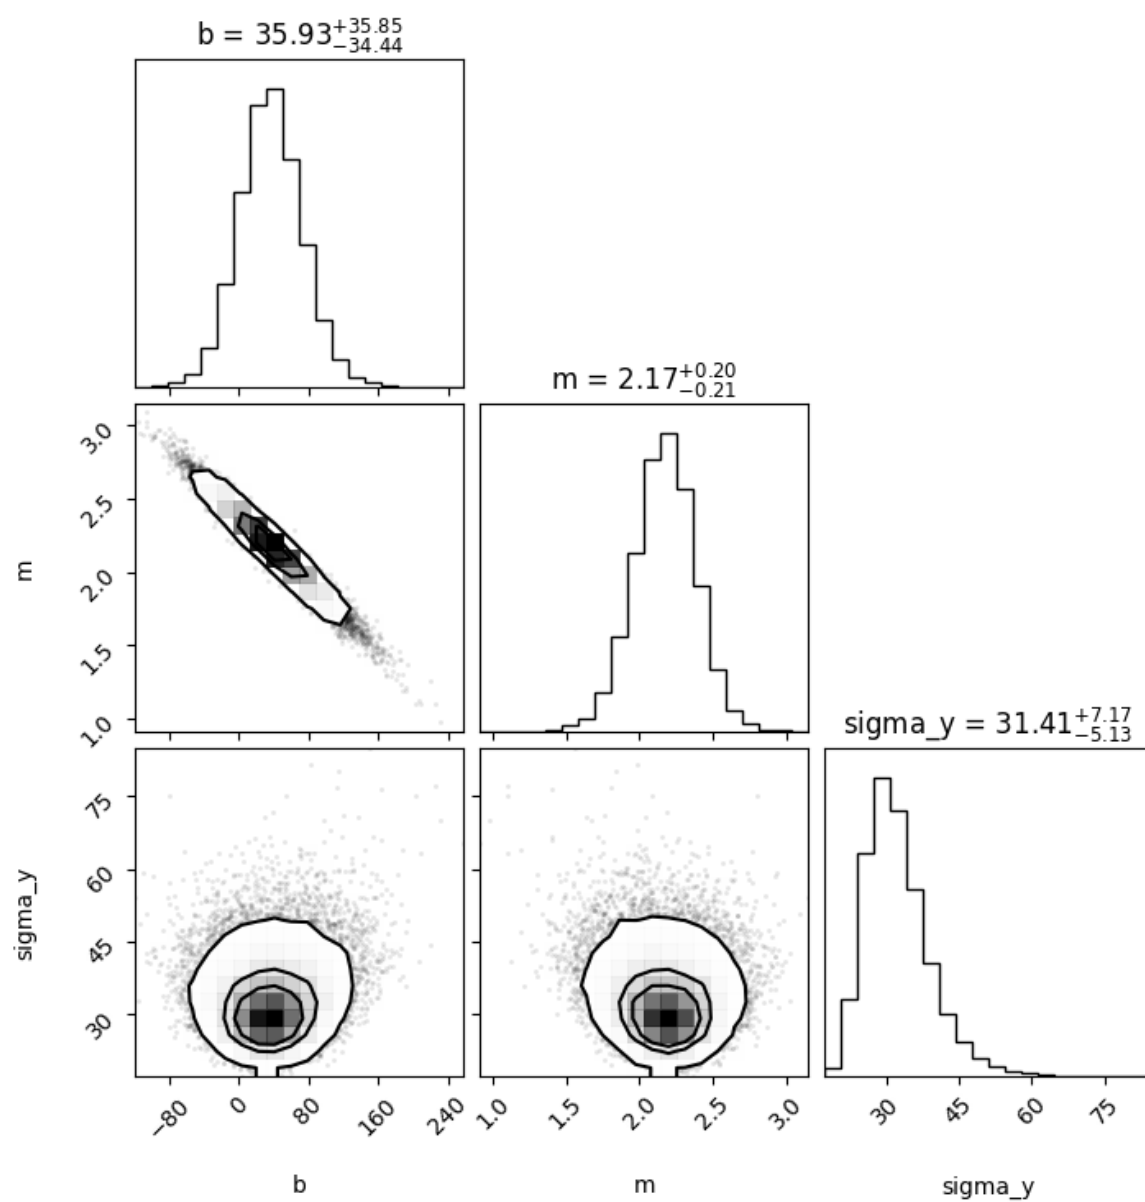 b = 35.93+35.85−34.44
m = 2.17+0.20−0.21
3.0
2.5
2.0
1.5
1.0
m
sigma_y = 31.41+7.17−5.13
75
60
45
30
sigma_y
−80 0 80 160 240
1.0 1.5 2.0 2.5 3.0
30 45 60 75
b m sigma_y